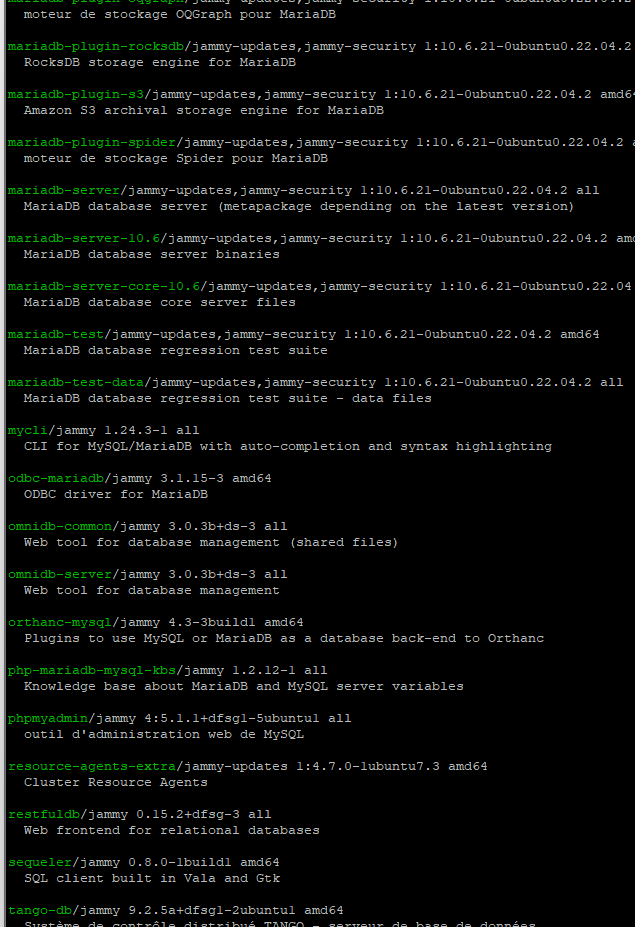 mariadb-plugin-oqgraph/jammy-updates,jammy-security 1:10.6.21-0ubuntu0.22.04.2
moteur de stockage OQGraph pour MariaDB
mariadb-plugin-rocksdb/jammy-updates,jammy-security 1:10.6.21-0ubuntu0.22.04.2
RocksDB storage engine for MariaDB
mariadb-plugin-s3/jammy-updates,jammy-security 1:10.6.21-0ubuntu0.22.04.2 amd64
Amazon S3 archival storage engine for MariaDB
mariadb-plugin-spider/jammy-updates,jammy-security 1:10.6.21-0ubuntu0.22.04.2 a
moteur de stockage Spider pour MariaDB
mariadb-server/jammy-updates,jammy-security 1:10.6.21-0ubuntu0.22.04.2 all
MariaDB database server (metapackage depending on the latest version)
mariadb-server-10.6/jammy-updates,jammy-security 1:10.6.21-0ubuntu0.22.04.2 amd
MariaDB database server binaries
mariadb-server-core-10.6/jammy-updates,jammy-security 1:10.6.21-0ubuntu0.22.04
MariaDB database core server files
mariadb-test/jammy-updates,jammy-security 1:10.6.21-0ubuntu0.22.04.2 amd64
MariaDB database regression test suite
mariadb-test-data/jammy-updates,jammy-security 1:10.6.21-0ubuntu0.22.04.2 all
MariaDB database regression test suite - data files
mycli/jammy 1.24.3-1 all
CLI for MySQL/MariaDB with auto-completion and syntax highlighting
odbc-mariadb/jammy 3.1.15-3 amd64
ODBC driver for MariaDB
omnidb-common/jammy 3.0.3b+ds-3 all
Web tool for database management (shared files)
omnidb-server/jammy 3.0.3b+ds-3 all
Web tool for database management
orthanc-mysql/jammy 4.3-3build1 amd64
Plugins to use MySQL or MariaDB as a database back-end to Orthanc
php-mariadb-mysql-kbs/jammy 1.2.12-1 all
Knowledge base about MariaDB and MySQL server variables
phpmyadmin/jammy 4:5.1.1+dfsg1-5ubuntu1 all
outil d'administration web de MySQL
resource-agents-extra/jammy-updates 1:4.7.0-1ubuntu7.3 amd64
Cluster Resource Agents
restfuldb/jammy 0.15.2+dfsg-3 all
Web frontend for relational databases
sequeler/jammy 0.8.0-1build1 amd64
SQL client built in Vala and Gtk
tango-db/jammy 9.2.5a+dfsg1-2ubuntu1 amd64
Système de contrôle distribué TANGO - serveur de base de données